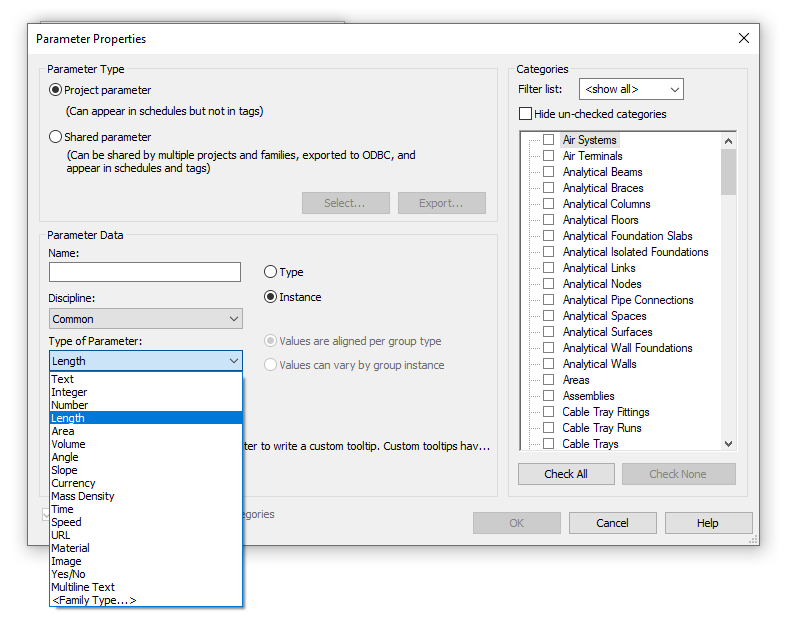 Parameter Properties
Parameter Type
Project parameter
(Can appear in schedules but not in tags)
Shared parameter
(Can be shared by multiple projects and families, exported to ODBC, and
appear in schedules and tags)
Select...
Export...
Parameter Data
Name:
Type
Discipline:
Instance
Common
Type of Parameter:
Values are aligned per group type
Length
Values can vary by group instance
Text
Integer
Number
Length
Area
Volume
Angle
Slope
Currency
Mass Density
Time
Speed
URL
Material
Image
Yes/No
Multiline Text
<Family Type...>
ter to write a custom tooltip. Custom tooltips hav...
egories
Categories
Filter list:
<show all>
Hide un-checked categories
Air Systems
Air Terminals
Analytical Beams
Analytical Braces
Analytical Columns
Analytical Floors
Analytical Foundation Slabs
Analytical Isolated Foundations
Analytical Links
Analytical Nodes
Analytical Pipe Connections
Analytical Spaces
Analytical Surfaces
Analytical Wall Foundations
Analytical Walls
Areas
Assemblies
Cable Tray Fittings
Cable Tray Runs
Cable Trays
Check All
Check None
OK
Cancel
Help